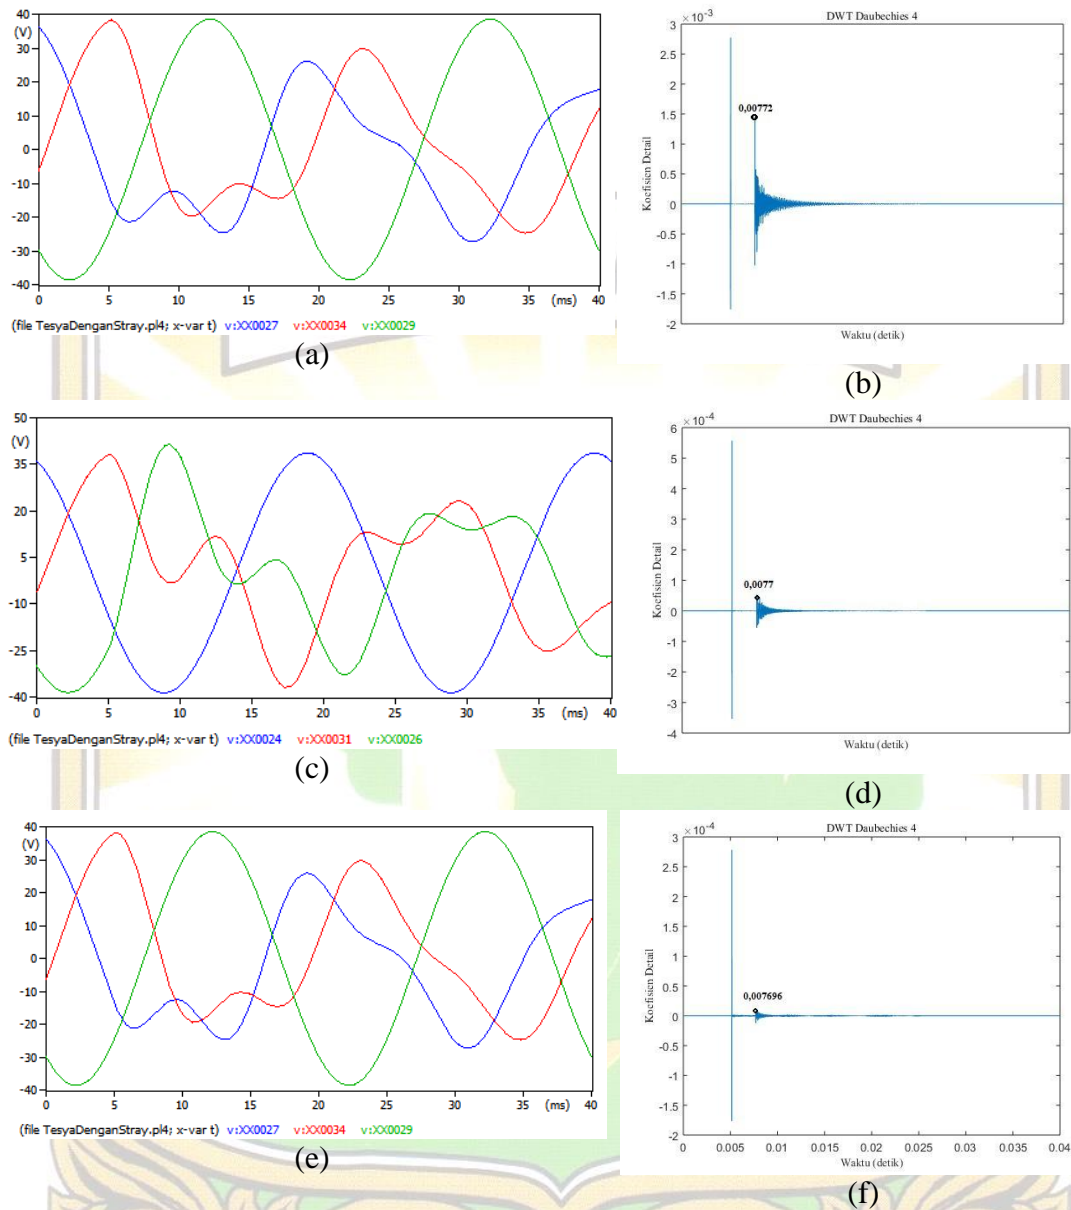 40
(V)
30
20
10
0
-10
-20
-30
-40
0 5 10 15 20 25 30 35 (ms) 40
(file TesyaDenganStray.pl4; x-var t) v:XX0027 v:XX0034 v:XX0029
(a)
×10⁻³ DWT Daubechies 4
3
2.5
2
1.5
0.5
0
-0.5
-1
-1.5
-2
0,00772
Koefisien Detail
Waktu (detik)
(b)
50
(V)
35
20
5
-10
-25
-40
0 5 10 15 20 25 30 35 (ms) 40
(file TesyaDenganStray.pl4; x-var t) v:XX0024 v:XX0031 v:XX0026
(c)
×10⁻⁴ DWT Daubechies 4
6
5
4
3
2
1
0
-1
-2
-3
-4
0,0077
Koefisien Detail
Waktu (detik)
(d)
40
(V)
30
20
10
0
-10
-20
-30
-40
0 5 10 15 20 25 30 35 (ms) 40
(file TesyaDenganStray.pl4; x-var t) v:XX0027 v:XX0034 v:XX0029
(e)
×10⁻⁴ DWT Daubechies 4
3
2.5
2
1.5
1
0.5
0
-0.5
-1
-1.5
-2
0,007696
Koefisien Detail
0 0.005 0.01 0.015 0.02 0.025 0.03 0.035 0.04
Waktu (detik)
(f)